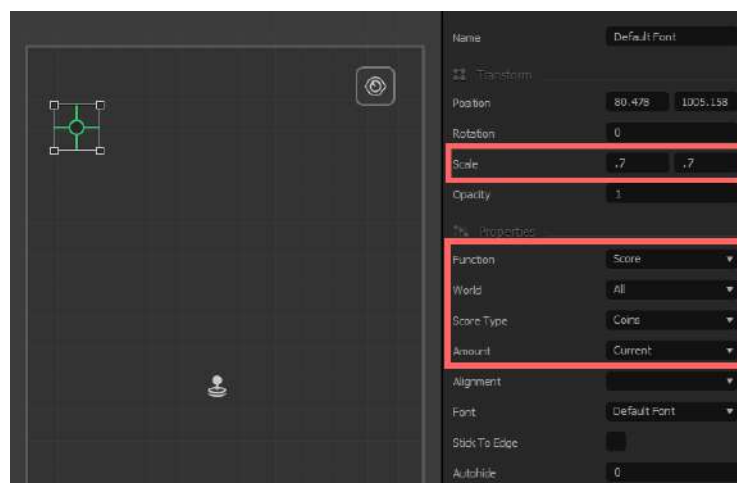 Name Default Font
Transform
Position 80.478 1005.158
Rotation 0
Scale .7 .7
Opacity 1
Properties
Function Score
World All
Score Type Coins
Amount Current
Alignment
Font Default Font
Stick To Edge
Autohide 0